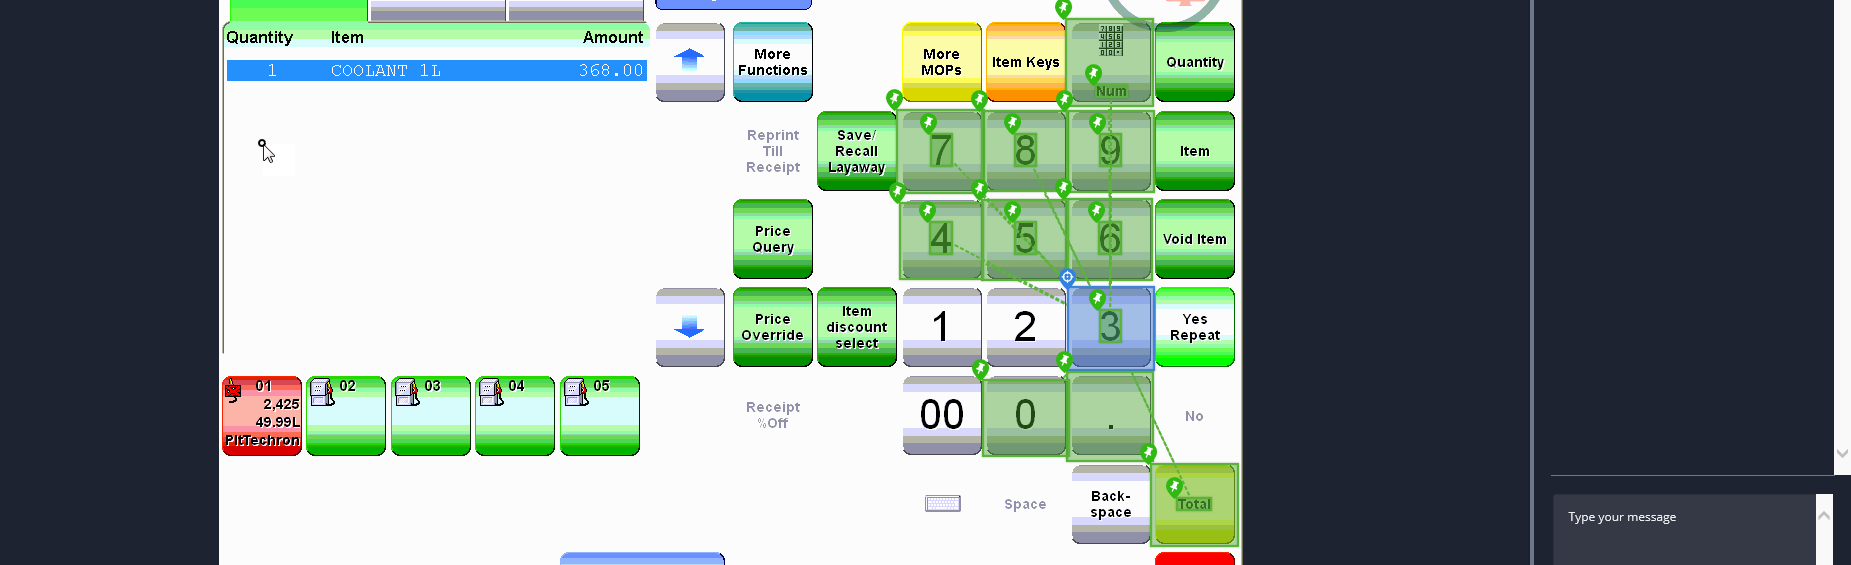 Quantity Item Amount
1 COOLANT 1L 368.00
More
Functions
More
MOPs
Item Keys
Num
Quantity
Reprint
Till
Receipt
Save/
Recall
Layaway
7 8 9
Item
Price
Query
4 5 6
Void Item
Price
Override
Item
discount
select
1 2 3
Yes
Repeat
01
2,425
49.99L
PltTechron
02 03 04 05
Receipt
%Off
00 0 .
No
Space
Back-
space
Total
Type your message